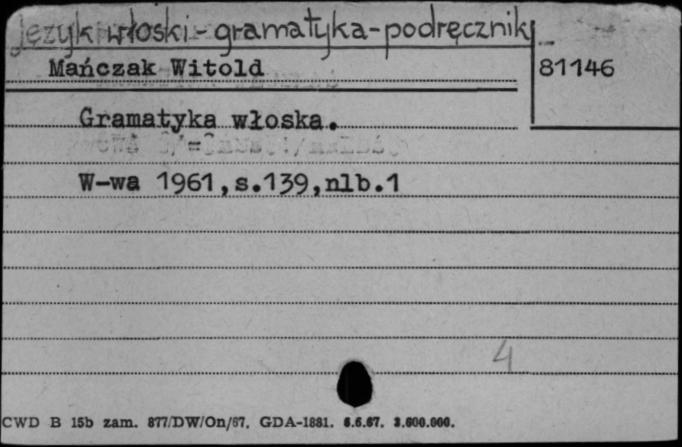 Język włoski - gramatyka - podręczniki
Mańczak Witold
81146
Gramatyka włoska.
W-wa 1961,s.139,nlb.1
4
CWD B 15b zam. 877/DW/On/67. GDA-1881. 6.6.67. 3.600.000.